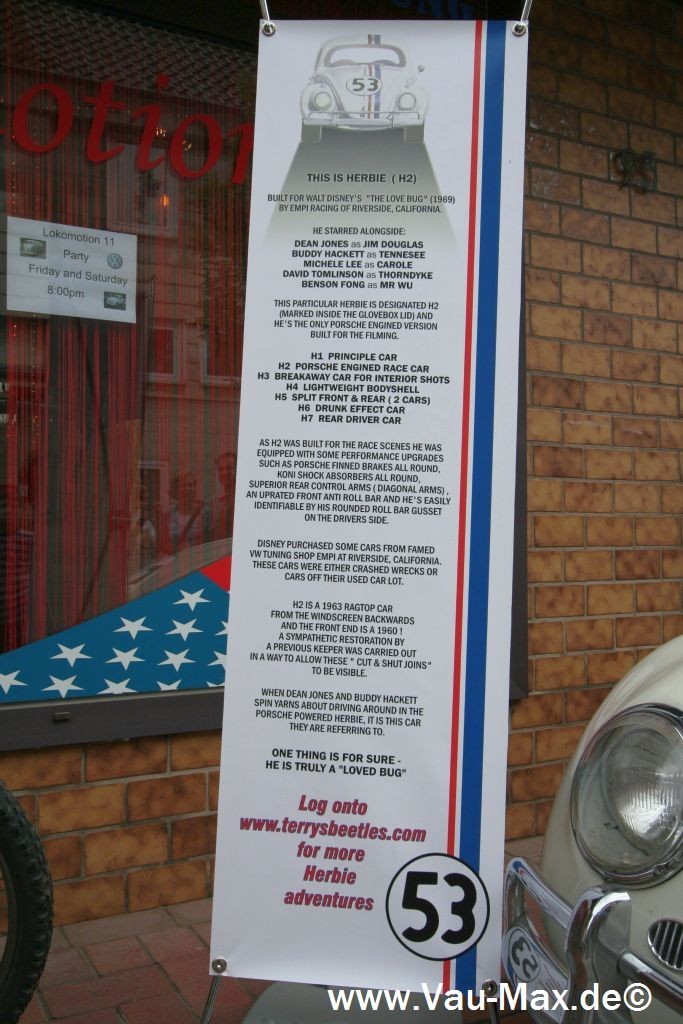 otion
93
Lokomotion 11
Party
Friday and Saturday
8:00pm
53
THIS IS HERBIE ( H2)
BUILT FOR WALT DISNEY'S "THE LOVE BUG" (1969)
BY EMPI RACING OF RIVERSIDE, CALIFORNIA.
HE STARRED ALONGSIDE:
DEAN JONES as JIM DOUGLAS
BUDDY HACKETT as TENNESEE
MICHELE LEE as CAROLE
DAVID TOMLINSON as THORNDYKE
BENSON FONG as MR WU
THIS PARTICULAR HERBIE IS DESIGNATED H2
(MARKED INSIDE THE GLOVEBOX LID) AND
HE'S THE ONLY PORSCHE ENGINED VERSION
BUILT FOR THE FILMING.
H1 PRINCIPLE CAR
H2 PORSCHE ENGINED RACE CAR
H3 BREAKAWAY CAR FOR INTERIOR SHOTS
H4 LIGHTWEIGHT BODYSHELL
H5 SPLIT FRONT & REAR ( 2 CARS)
H6 DRUNK EFFECT CAR
H7 REAR DRIVER CAR
AS H2 WAS BUILT FOR THE RACE SCENES HE WAS
EQUIPPED WITH SOME PERFORMANCE UPGRADES
SUCH AS PORSCHE FINNED BRAKES ALL ROUND,
KONI SHOCK ABSORBERS ALL ROUND,
SUPERIOR REAR CONTROL ARMS ( DIAGONAL ARMS) ,
AN UPRATED FRONT ANTI ROLL BAR AND HE'S EASILY
IDENTIFIABLE BY HIS ROUNDED ROLL BAR GUSSET
ON THE DRIVERS SIDE.
DISNEY PURCHASED SOME CARS FROM FAMED
VW TUNING SHOP EMPI AT RIVERSIDE, CALIFORNIA.
THESE CARS WERE EITHER CRASHED WRECKS OR
CARS OFF THEIR USED CAR LOT.
H2 IS A 1963 RAGTOP CAR
FROM THE WINDSCREEN BACKWARDS
AND THE FRONT END IS A 1960 !
A SYMPATHETIC RESTORATION BY
A PREVIOUS KEEPER WAS CARRIED OUT
IN A WAY TO ALLOW THESE " CUT & SHUT JOINS"
TO BE VISIBLE.
WHEN DEAN JONES AND BUDDY HACKETT
SPIN YARNS ABOUT DRIVING AROUND IN THE
PORSCHE POWERED HERBIE, IT IS THIS CAR
THEY ARE REFERING TO.
ONE THING IS FOR SURE -
HE IS TRULY A "LOVED BUG"
Log onto
www.terrysbeetles.com
for more
Herbie
adventures
53
53
www.Vau-Max.de©